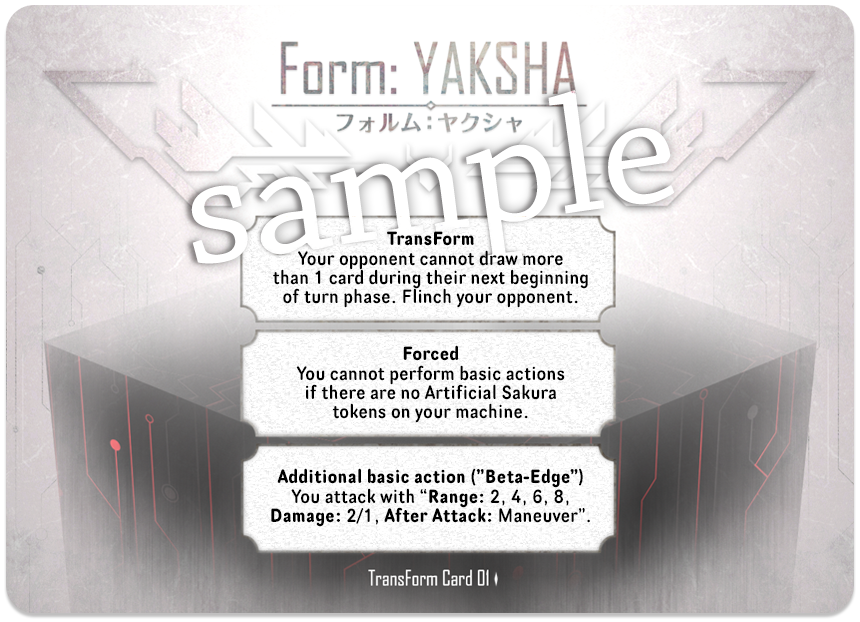 Form: YAKSHA
フォルム：ヤクシャ
sample
TransForm
Your opponent cannot draw more
than 1 card during their next beginning
of turn phase. Flinch your opponent.
Forced
You cannot perform basic actions
if there are no Artificial Sakura
tokens on your machine.
Additional basic action ("Beta-Edge")
You attack with “Range: 2, 4, 6, 8,
Damage: 2/1, After Attack: Maneuver”.
TransForm Card 01